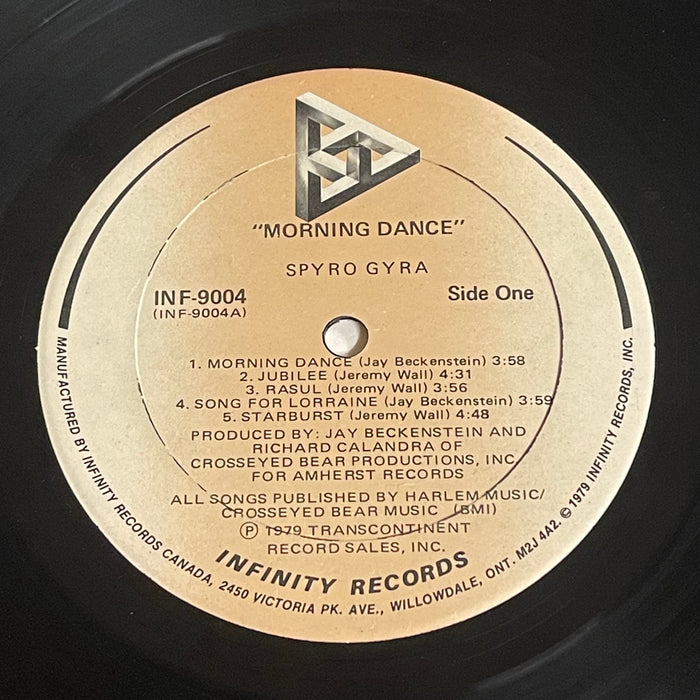 "MORNING DANCE"
SPYRO GYRA
INF-9004
(INF-9004A)
Side One
1. MORNING DANCE (Jay Beckenstein) 3:58
2. JUBILEE (Jeremy Wall) 4:31
3. RASUL (Jeremy Wall) 3:56
4. SONG FOR LORRAINE (Jay Beckenstein) 3:59
5. STARBURST (Jeremy Wall) 4:48
PRODUCED BY: JAY BECKENSTEIN AND
RICHARD CALANDRA OF
CROSSEYED BEAR PRODUCTIONS, INC.
FOR AMHERST RECORDS
ALL SONGS PUBLISHED BY HARLEM MUSIC/
CROSSEYED BEAR MUSIC (BMI)
Ⓟ 1979 TRANSCONTINENT
RECORD SALES, INC.
INFINITY RECORDS
MANUFACTURED BY INFINITY RECORDS CANADA, 2450 VICTORIA PK. AVE., WILLOWDALE, ONT. M2J 4A2. © 1979 INFINITY RECORDS, INC.